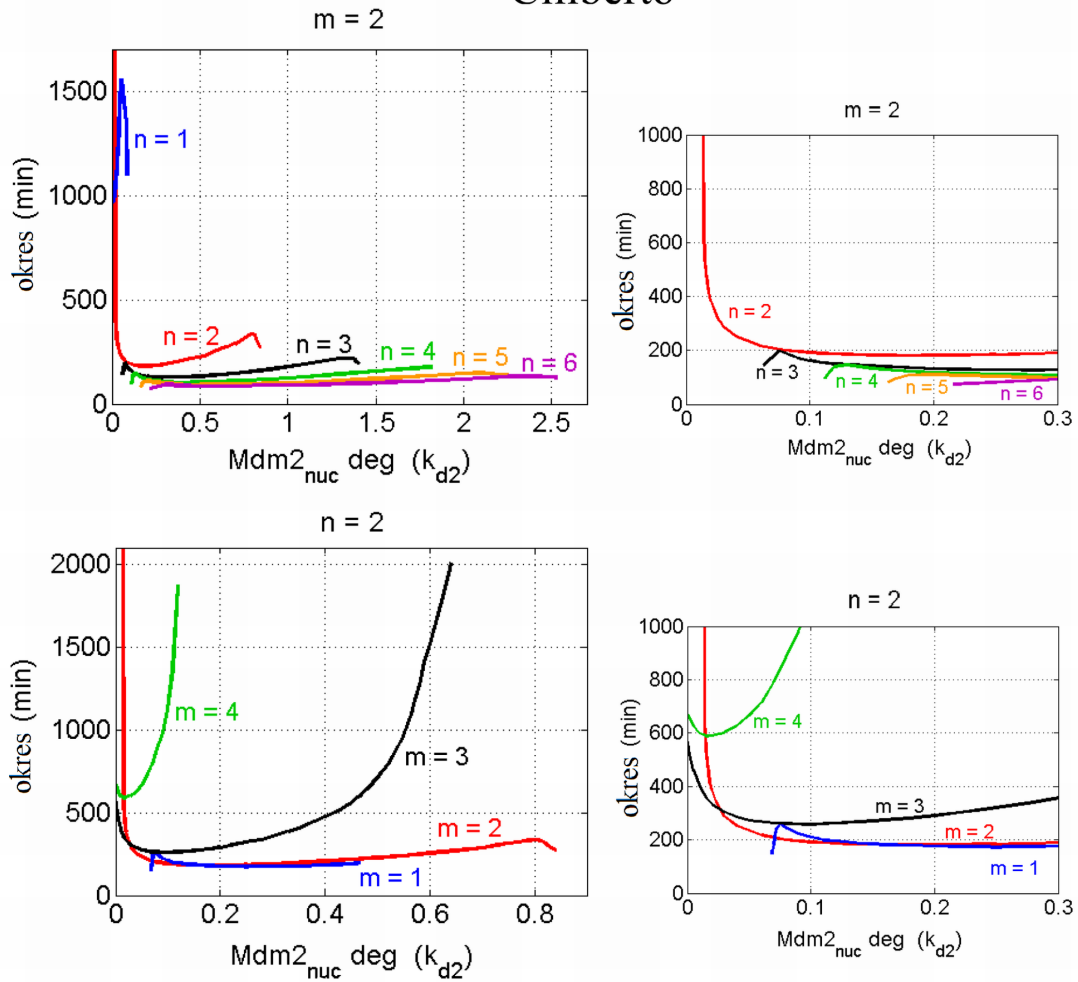 m = 2
1500
1000
500
0
okres (min)
n = 1
n = 2
n = 3
n = 4
n = 5
n = 6
0 0.5 1 1.5 2 2.5
Mdm2nuc deg (kd2)
m = 2
1000
800
600
400
200
0
okres (min)
n = 2
n = 3
n = 4
n = 5
n = 6
0 0.1 0.2 0.3
Mdm2nuc deg (kd2)
n = 2
2000
1500
1000
500
0
okres (min)
m = 4
m = 3
m = 2
m = 1
0 0.2 0.4 0.6 0.8
Mdm2nuc deg (kd2)
n = 2
1000
800
600
400
200
0
okres (min)
m = 4
m = 3
m = 2
m = 1
0 0.1 0.2 0.3
Mdm2nuc deg (kd2)